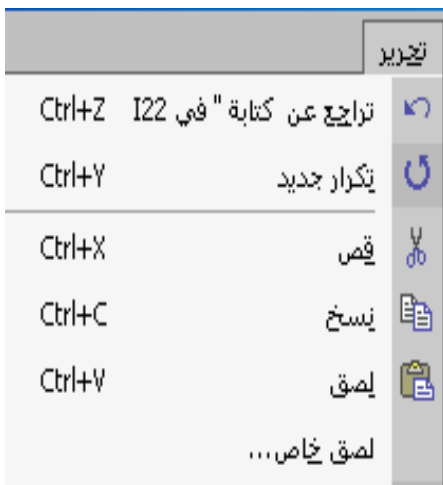 تحرير
تراجع عن كتابة " في I22 Ctrl+Z
تكرار جديد Ctrl+Y
قص Ctrl+X
نسخ Ctrl+C
لصق Ctrl+V
لصق خاص...